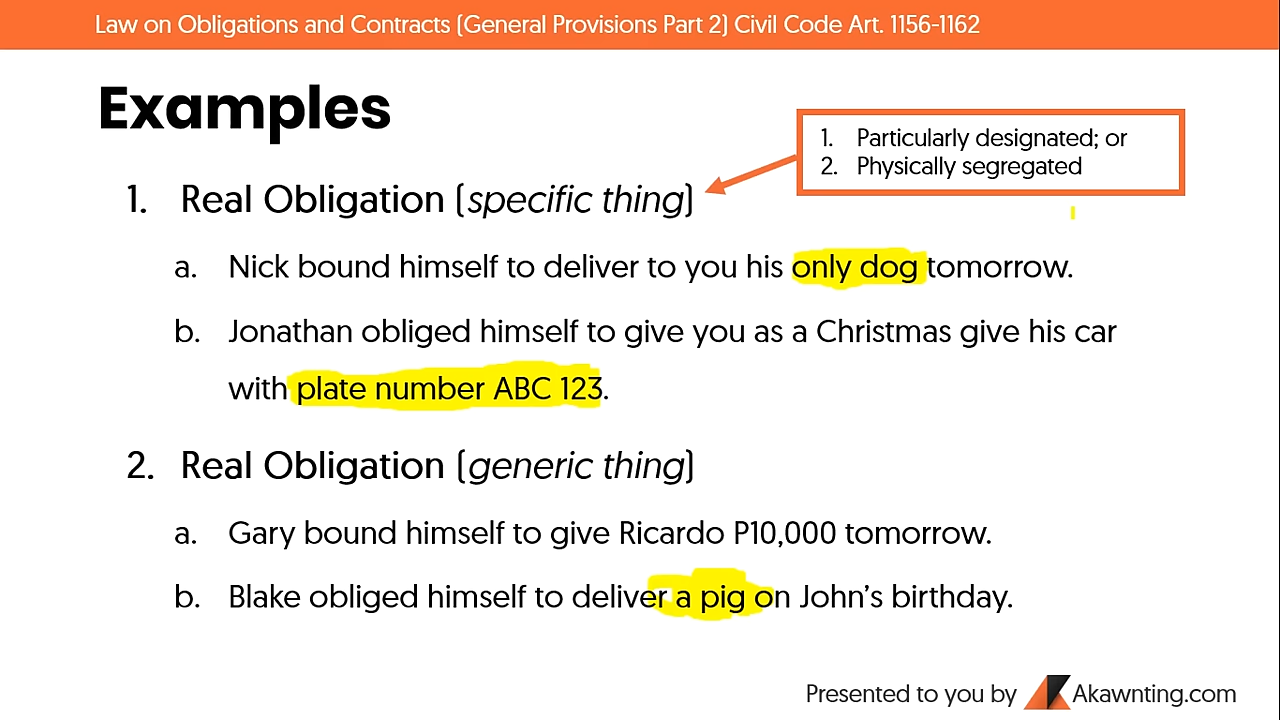 Law on Obligations and Contracts (General Provisions Part 2) Civil Code Art. 1156-1162
Examples
1. Particularly designated; or
2. Physically segregated
1. Real Obligation (specific thing)
a. Nick bound himself to deliver to you his only dog tomorrow.
b. Jonathan obliged himself to give you as a Christmas give his car
with plate number ABC 123.
2. Real Obligation (generic thing)
a. Gary bound himself to give Ricardo P10,000 tomorrow.
b. Blake obliged himself to deliver a pig on John's birthday.
Presented to you by Akawnting.com